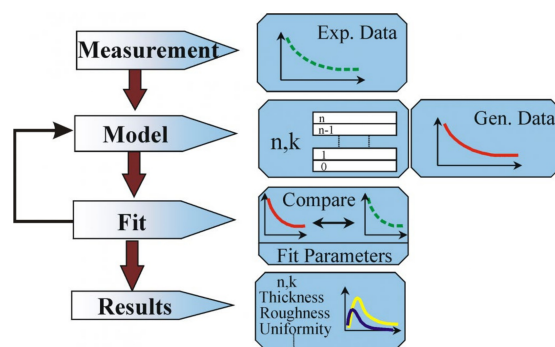 Measurement
Exp. Data
Model
n,k
n
n-1
1
0
Gen. Data
Fit
Compare
Fit Parameters
Results
n,k
Thickness
Roughness
Uniformity